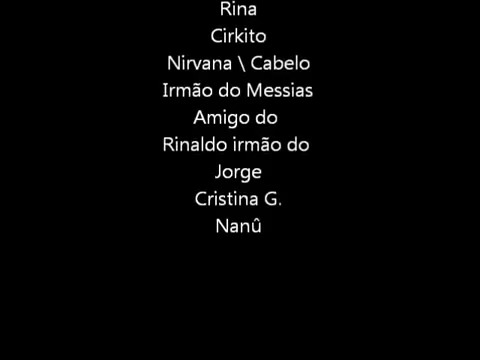 Rina
Cirkito
Nirvana \ Cabelo
Irmão do Messias
Amigo do
Rinaldo irmão do
Jorge
Cristina G.
Nanû